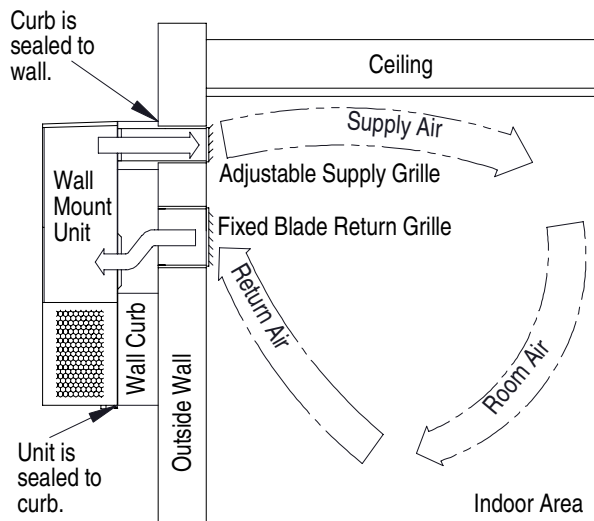 Curb is
sealed to
wall.
Ceiling
Supply Air
Adjustable Supply Grille
Wall
Mount
Unit
Fixed Blade Return Grille
Return Air
Room Air
Wall Curb
Outside Wall
Unit is
sealed to
curb.
Indoor Area